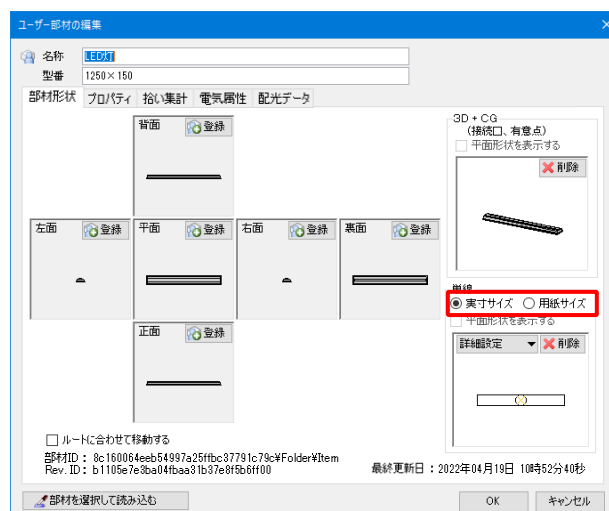 ユーザー部材の編集
名称 LED灯
型番 1250×150
部材形状 プロパティ 拾い集計 電気属性 配光データ
背面 登録
3D + CG
(接続口、有意点)
平面形状を表示する
削除
左面 登録
平面 登録
右面 登録
裏面 登録
単線
実寸サイズ 用紙サイズ
平面形状を表示する
正面 登録
詳細設定 削除
ルートに合わせて移動する
部材ID : 8c160064eeb54997a25ffbc37791c79c¥Folder¥Item
Rev. ID : b1105e7e3ba04fbaa31b37e8f5b6ff00
最終更新日 : 2022年04月19日 10時52分40秒
部材を選択して読み込む
OK キャンセル